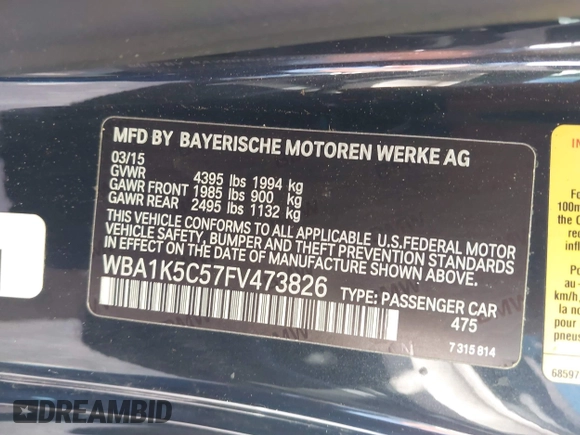 MFD BY BAYERISCHE MOTOREN WERKE AG
03/15
GVWR 4395 lbs 1994 kg
GAWR FRONT 1985 lbs 900 kg
GAWR REAR 2495 lbs 1132 kg
THIS VEHICLE CONFORMS TO ALL APPLICABLE U.S.FEDERAL MOTOR
VEHICLE SAFETY, BUMPER AND THEFT PREVENTION STANDARDS
IN EFFECT ON THE DATE OF MANUFACTURE SHOWN ABOVE.
WBA1K5C57FV473826 TYPE: PASSENGER CAR
475
7 315 814
DREAMBID